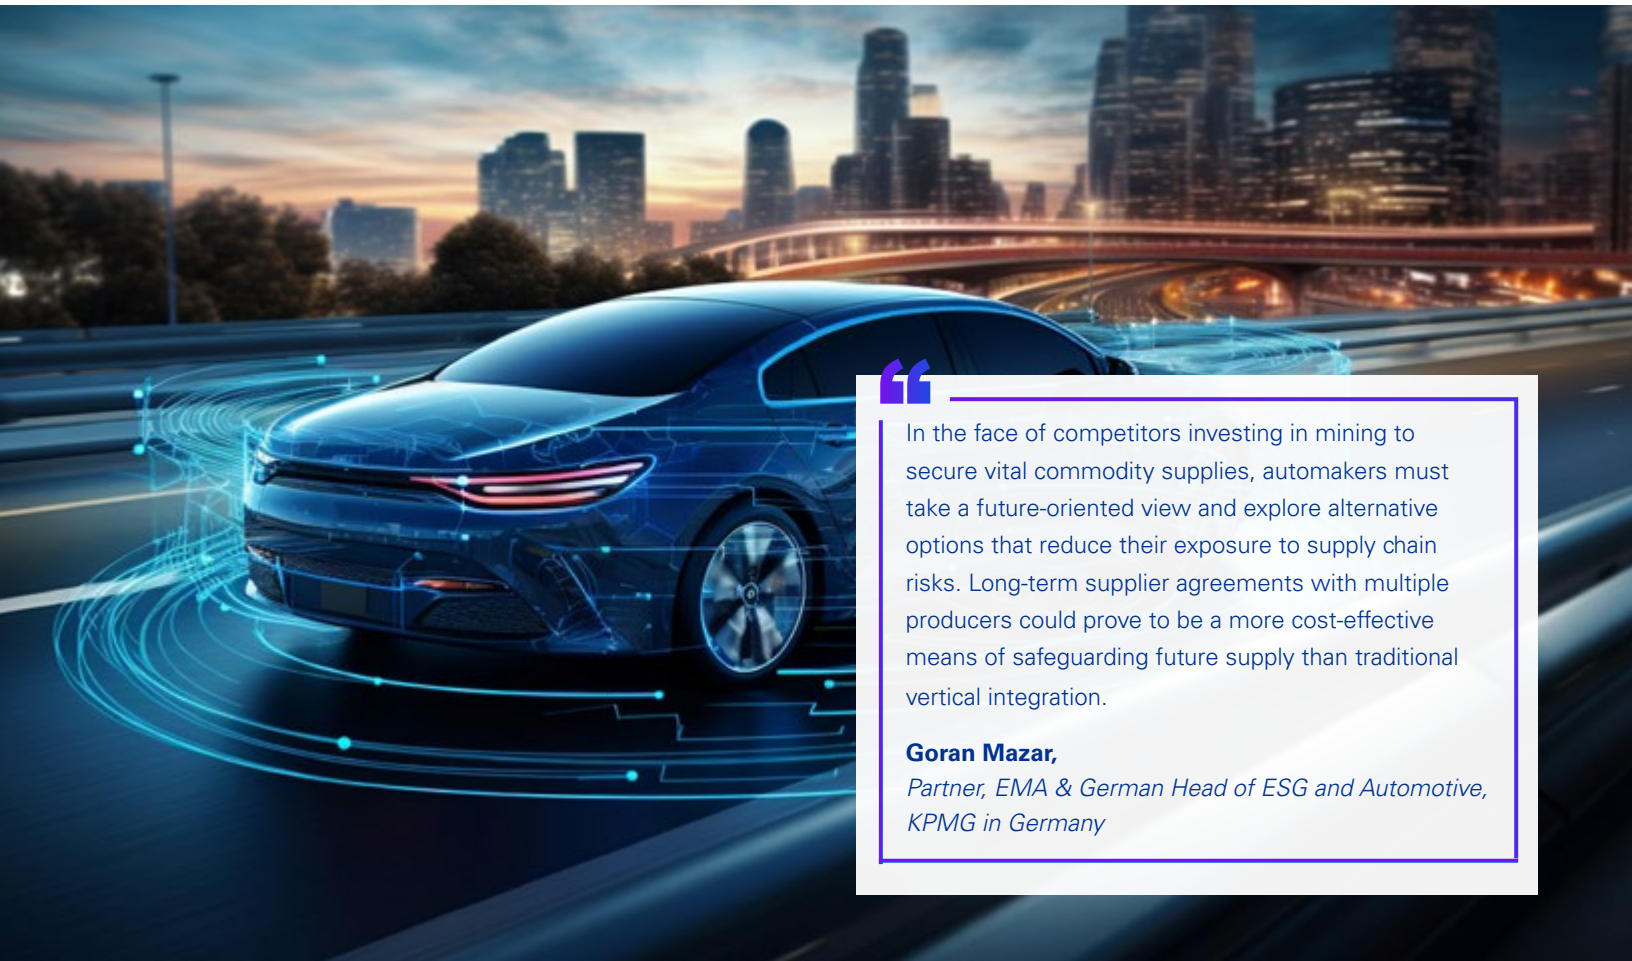 “
In the face of competitors investing in mining to
secure vital commodity supplies, automakers must
take a future-oriented view and explore alternative
options that reduce their exposure to supply chain
risks. Long-term supplier agreements with multiple
producers could prove to be a more cost-effective
means of safeguarding future supply than traditional
vertical integration.
Goran Mazar,
Partner, EMA & German Head of ESG and Automotive,
KPMG in Germany